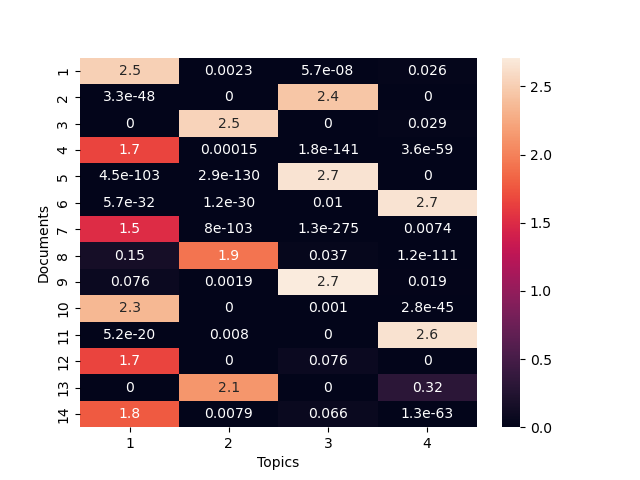 1 2.5 0.0023 5.7e-08 0.026
2 3.3e-48 0 2.4 0
3 0 2.5 0 0.029
4 1.7 0.00015 1.8e-141 3.6e-59
5 4.5e-103 2.9e-130 2.7 0
6 5.7e-32 1.2e-30 0.01 2.7
7 1.5 8e-103 1.3e-275 0.0074
8 0.15 1.9 0.037 1.2e-111
9 0.076 0.0019 2.7 0.019
10 2.3 0 0.001 2.8e-45
11 5.2e-20 0.008 0 2.6
12 1.7 0 0.076 0
13 0 2.1 0 0.32
14 1.8 0.0079 0.066 1.3e-63
1 2 3 4
Topics
Documents
2.5
2.0
1.5
1.0
0.5
0.0